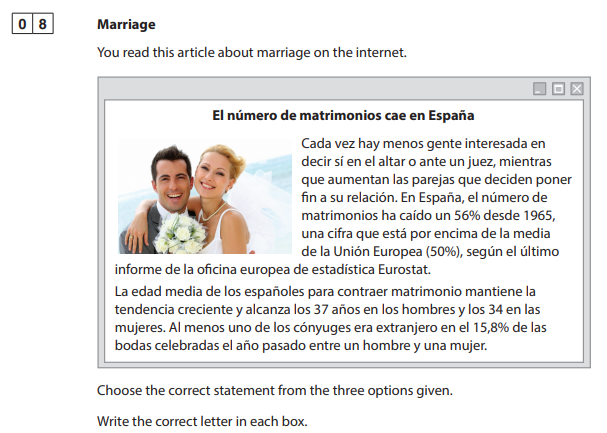 0 8 Marriage
You read this article about marriage on the internet.
El número de matrimonios cae en España
Cada vez hay menos gente interesada en
decir sí en el altar o ante un juez, mientras
que aumentan las parejas que deciden poner
fin a su relación. En España, el número de
matrimonios ha caído un 56% desde 1965,
una cifra que está por encima de la media
de la Unión Europea (50%), según el último
informe de la oficina europea de estadística Eurostat.
La edad media de los españoles para contraer matrimonio mantiene la
tendencia creciente y alcanza los 37 años en los hombres y los 34 en las
mujeres. Al menos uno de los cónyuges era extranjero en el 15,8% de las
bodas celebradas el año pasado entre un hombre y una mujer.
Choose the correct statement from the three options given.
Write the correct letter in each box.